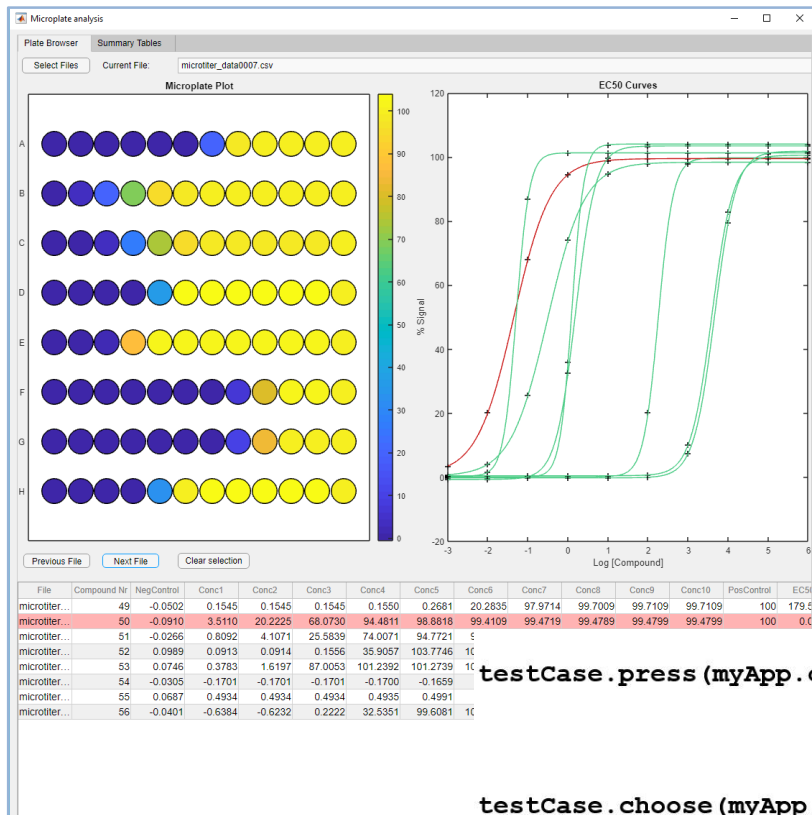 Microplate analysis
Plate Browser Summary Tables
Select Files Current File: microtiter_data0007.csv
Microplate Plot
EC50 Curves
A
B
C
D
E
F
G
H
100
90
80
70
60
50
40
30
20
10
0
120
100
80
60
40
20
0
-20
% Signal
-3 -2 -1 0 1 2 3 4 5 6
Log [Compound]
Previous File Next File Clear selection
File Compound Nr NegControl Conc1 Conc2 Conc3 Conc4 Conc5 Conc6 Conc7 Conc8 Conc9 Conc10 PosControl EC50
microtiter... 49 -0.0502 0.1545 0.1545 0.1545 0.1550 0.2681 20.2835 97.9714 99.7009 99.7109 99.7109 100 179.5
microtiter... 50 -0.0910 3.5110 20.2225 68.0730 94.4811 98.8818 99.4109 99.4719 99.4789 99.4799 99.4799 100 0.0
microtiter... 51 -0.0266 0.8092 4.1071 25.5839 74.0071 94.7721 9
microtiter... 52 0.0989 0.0913 0.0914 0.1556 35.9057 103.7746 10
microtiter... 53 0.0746 0.3783 1.6197 87.0053 101.2392 101.2739 10
microtiter... 54 -0.0305 -0.1701 -0.1701 -0.1701 -0.1700 -0.1659
microtiter... 55 0.0687 0.4934 0.4934 0.4934 0.4935 0.4991
microtiter... 56 -0.0401 -0.6384 -0.6232 0.2222 32.5351 99.6081 10
testCase.press(myApp.
testCase.choose(myApp